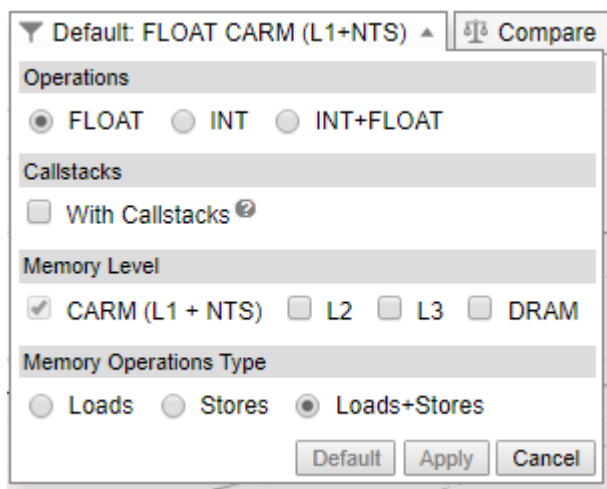 Default: FLOAT CARM (L1+NTS) Compare
Operations
FLOAT INT INT+FLOAT
Callstacks
With Callstacks ?
Memory Level
CARM (L1 + NTS) L2 L3 DRAM
Memory Operations Type
Loads Stores Loads+Stores
Default Apply Cancel